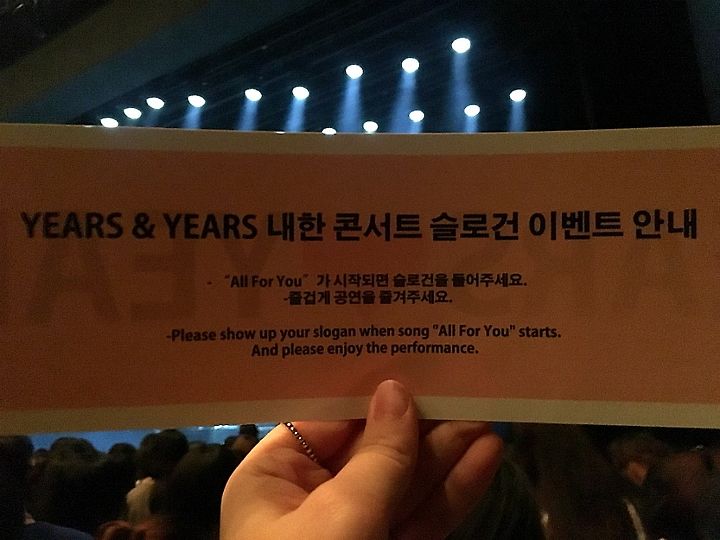 YEARS & YEARS 내한 콘서트 슬로건 이벤트 안내
- "All For You"가 시작되면 슬로건을 들어주세요.
-즐겁게 공연을 즐겨주세요.
-Please show up your slogan when song "All For You" starts.
And please enjoy the performance.